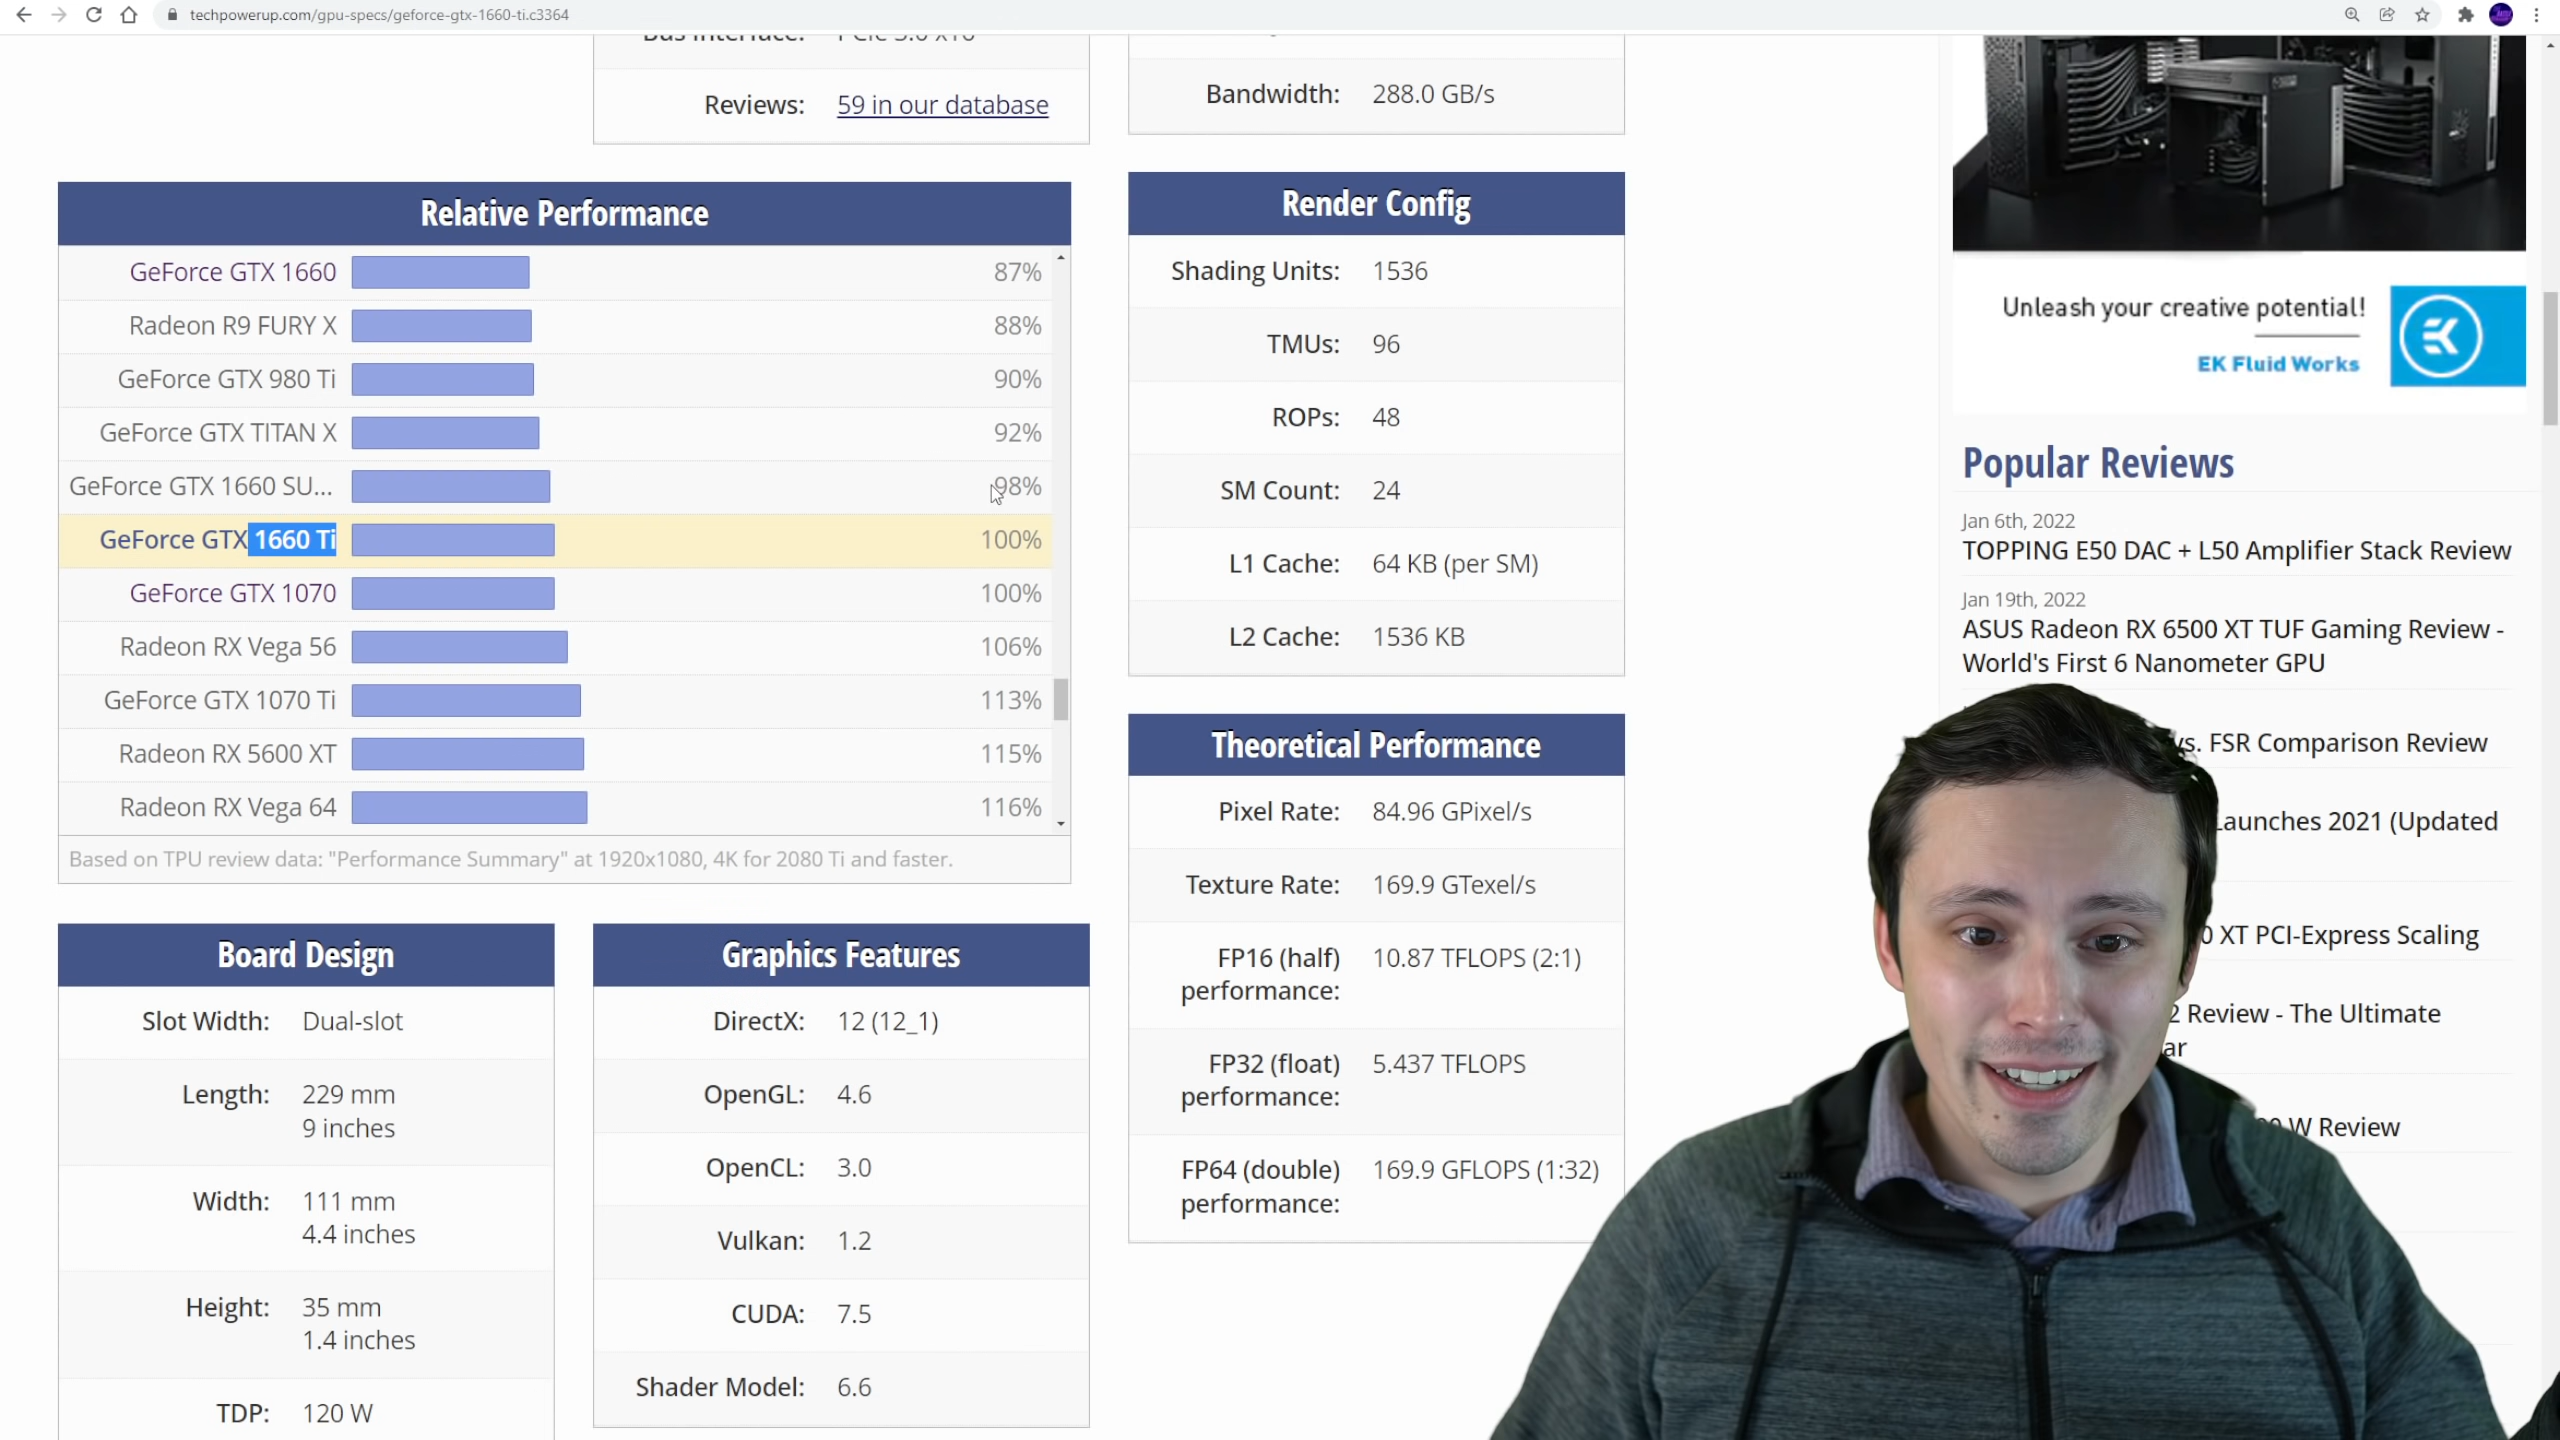 techpowerup.com/gpu-specs/geforce-gtx-1660-ti.c3364
Reviews: 59 in our database
Bandwidth: 288.0 GB/s
Relative Performance
GeForce GTX 1660 87%
Radeon R9 FURY X 88%
GeForce GTX 980 Ti 90%
GeForce GTX TITAN X 92%
GeForce GTX 1660 SU... 98%
GeForce GTX 1660 Ti 100%
GeForce GTX 1070 100%
Radeon RX Vega 56 106%
GeForce GTX 1070 Ti 113%
Radeon RX 5600 XT 115%
Radeon RX Vega 64 116%
Based on TPU review data: "Performance Summary" at 1920x1080, 4K for 2080 Ti and faster.
Board Design
Slot Width: Dual-slot
Length: 229 mm
9 inches
Width: 111 mm
4.4 inches
Height: 35 mm
1.4 inches
TDP: 120 W
Graphics Features
DirectX: 12 (12_1)
OpenGL: 4.6
OpenCL: 3.0
Vulkan: 1.2
CUDA: 7.5
Shader Model: 6.6
Render Config
Shading Units: 1536
TMUs: 96
ROPs: 48
SM Count: 24
L1 Cache: 64 KB (per SM)
L2 Cache: 1536 KB
Theoretical Performance
Pixel Rate: 84.96 GPixel/s
Texture Rate: 169.9 GTexel/s
FP16 (half) 10.87 TFLOPS (2:1)
performance:
FP32 (float) 5.437 TFLOPS
performance:
FP64 (double) 169.9 GFLOPS (1:32)
performance:
Unleash your creative potential!
EK Fluid Works
Popular Reviews
Jan 6th, 2022
TOPPING E50 DAC + L50 Amplifier Stack Review
Jan 19th, 2022
ASUS Radeon RX 6500 XT TUF Gaming Review -
World's First 6 Nanometer GPU
vs. FSR Comparison Review
Launches 2021 (Updated
0 XT PCI-Express Scaling
2 Review - The Ultimate
ar
W Review